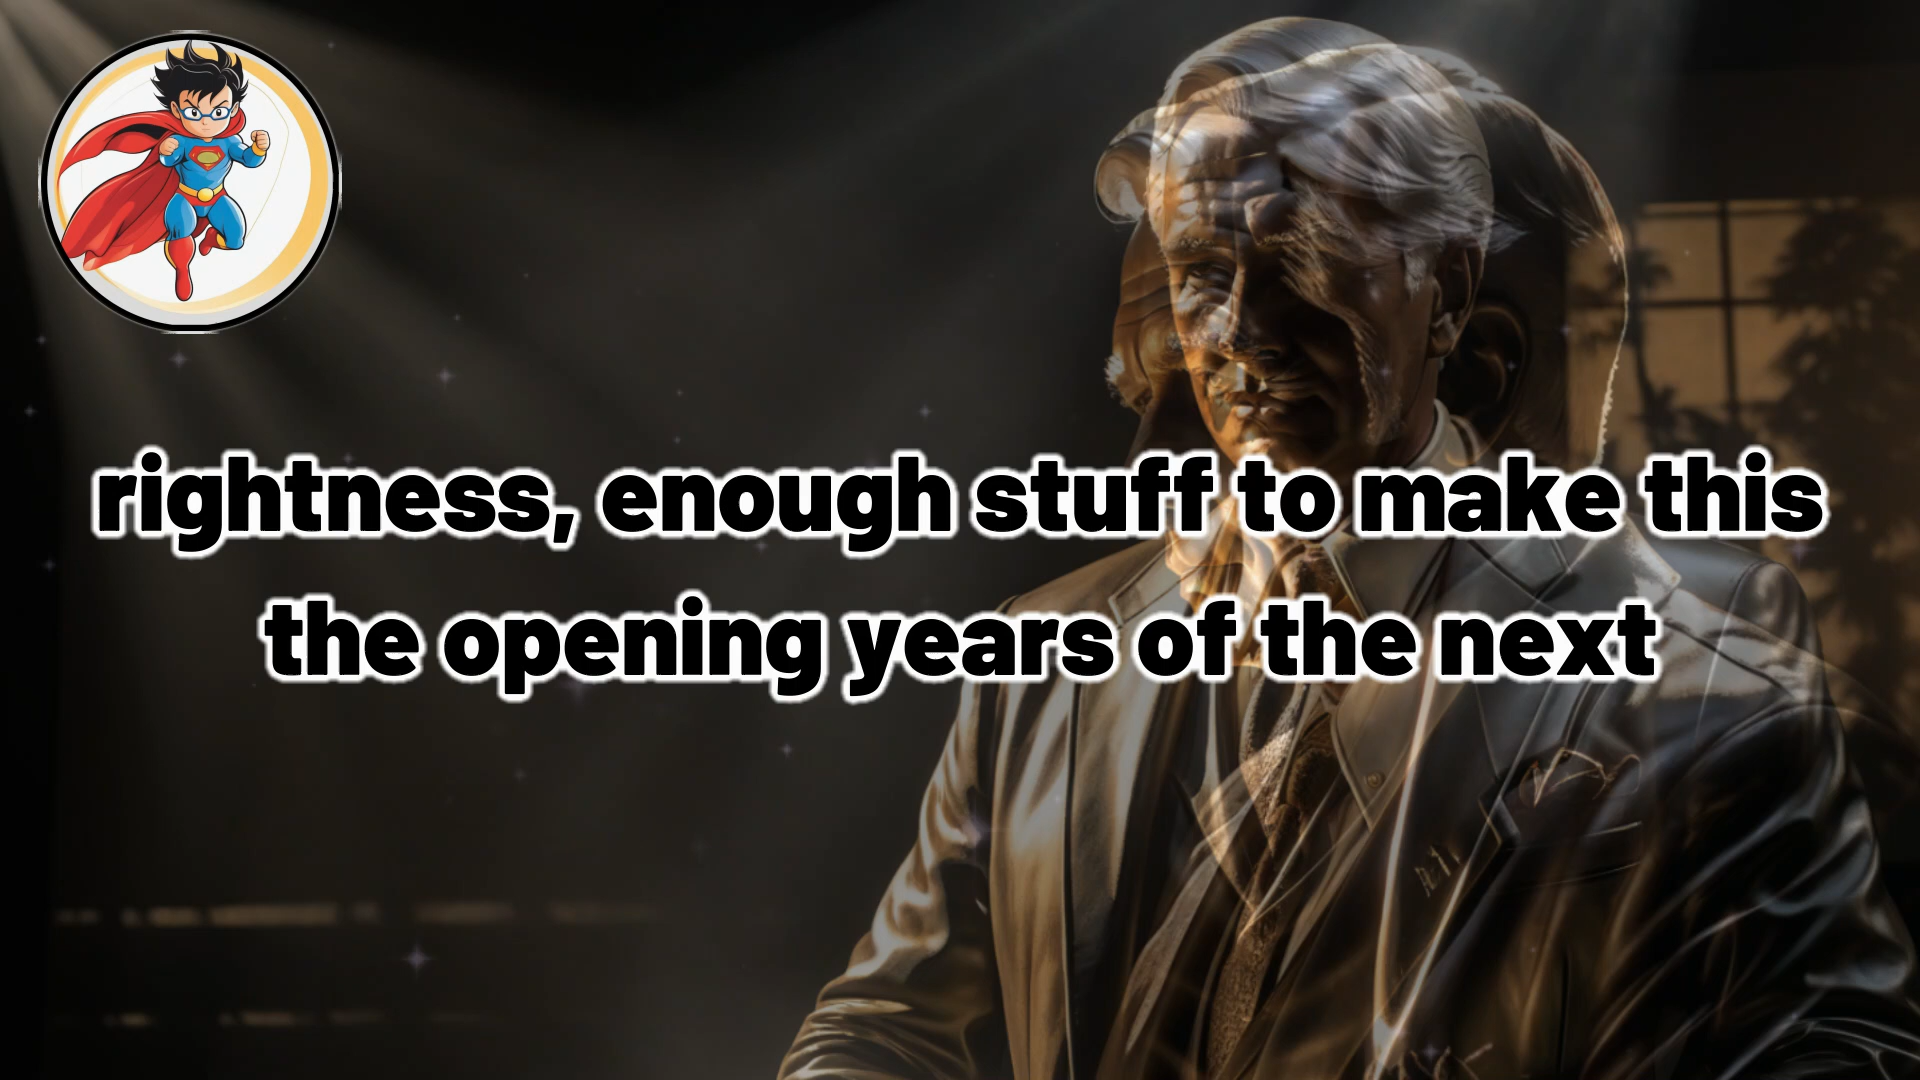 rightness, enough stuff to make this
the opening years of the next